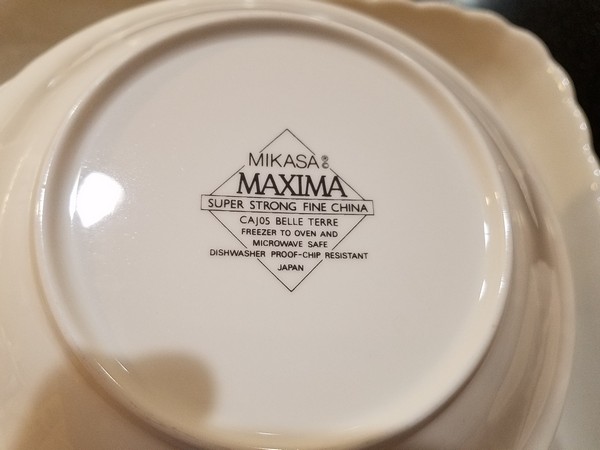 MIKASA®©
MAXIMA
SUPER STRONG FINE CHINA
CAJ05 BELLE TERRE
FREEZER TO OVEN AND
MICROWAVE SAFE
DISHWASHER PROOF-CHIP RESISTANT
JAPAN